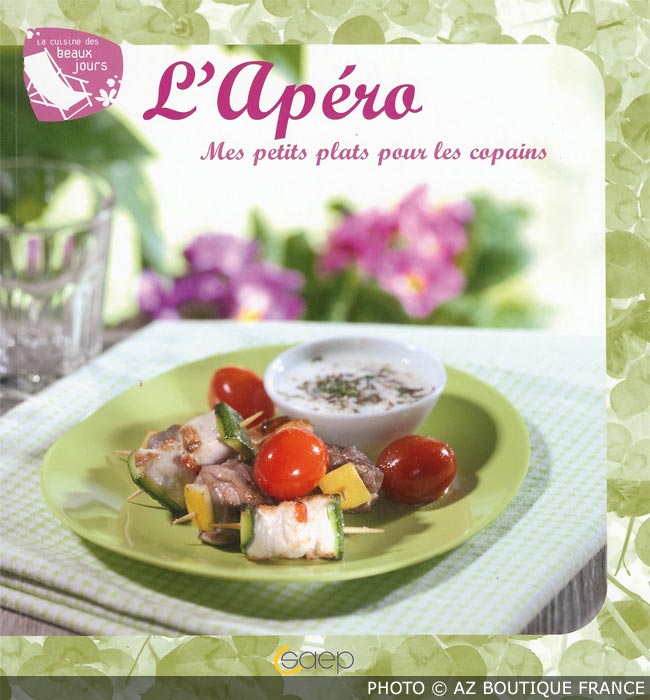 La cuisine des
beaux
jours
L'Apéro
Mes petits plats pour les copains
saep
PHOTO © AZ BOUTIQUE FRANCE